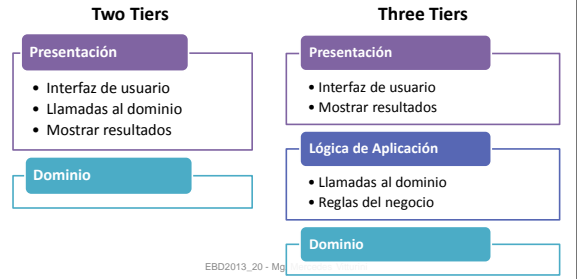 Two Tiers
Presentación
• Interfaz de usuario
• Llamadas al dominio
• Mostrar resultados
Dominio
Three Tiers
Presentación
• Interfaz de usuario
• Mostrar resultados
Lógica de Aplicación
• Llamadas al dominio
• Reglas del negocio
Dominio
EBD2013_20 - Mg